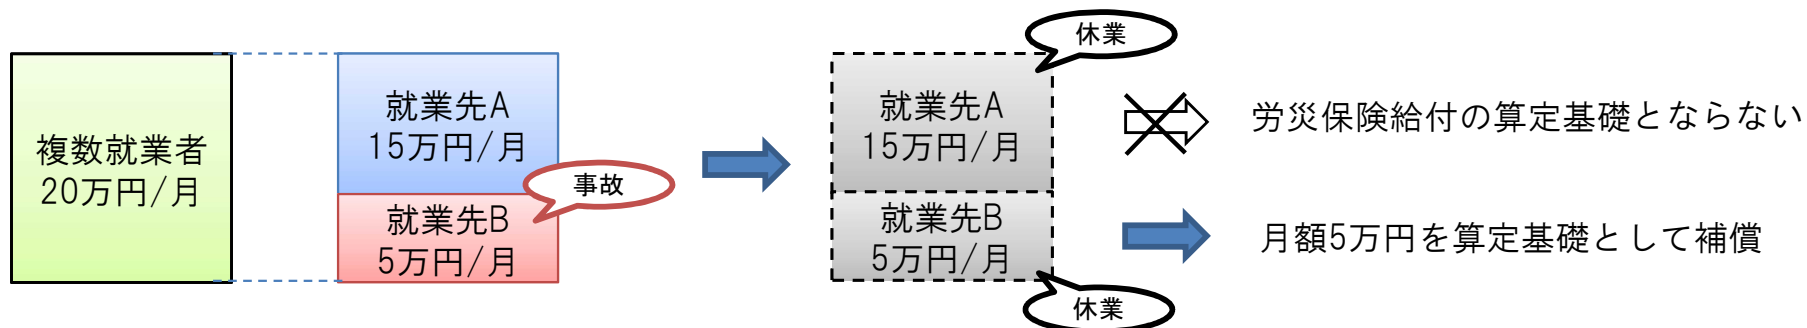 複数就業者
20万円/月
就業先A
15万円/月
事故
就業先B
5万円/月
休業
就業先A
15万円/月
就業先B
5万円/月
休業
労災保険給付の算定基礎とならない
月額5万円を算定基礎として補償